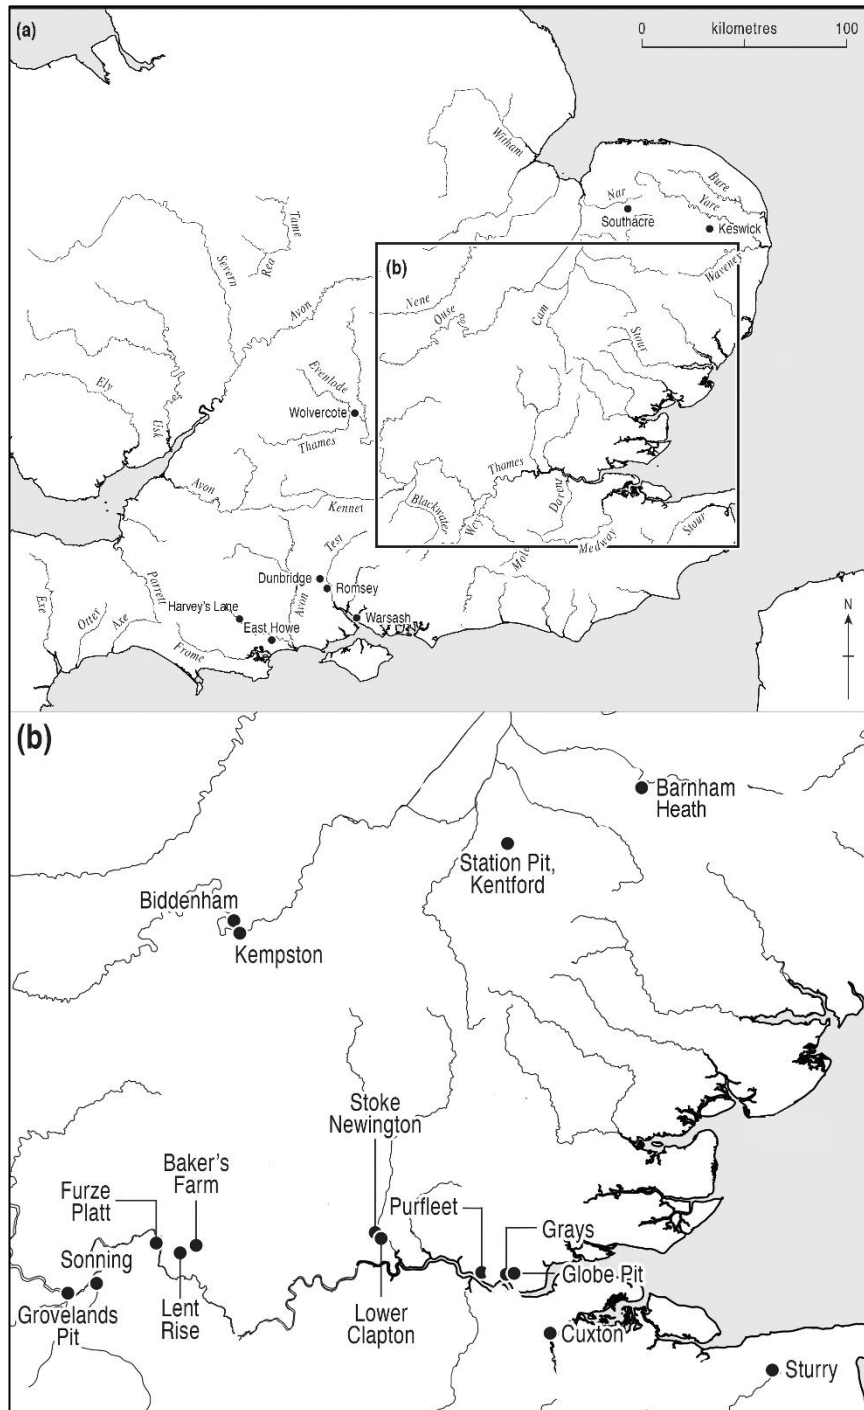 (a)
0 kilometres 100
Witham
Nar
Bure
Yare
Southacre
Keswick
Tame
Rea
Severn
Waveney
(b)
Avon
Nene
Ouse
Cam
Stour
Ely
Usk
Evenlode
Wolvercote
Thames
Thames
Avon
Kennet
Blackwater
Wey
Darent
Medway
Stour
Mole
Test
Dunbridge
Romsey
Exe
Otter
Axe
Parrett
Harvey's Lane
East Howe
Avon
Warsash
Frome
N
(b)
Barnham
Heath
Station Pit,
Kentford
Biddenham
Kempston
Stoke
Newington
Baker's
Farm
Furze
Platt
Purfleet
Grays
Sonning
Globe Pit
Grovelands
Pit
Lent
Rise
Lower
Clapton
Cuxton
Sturry